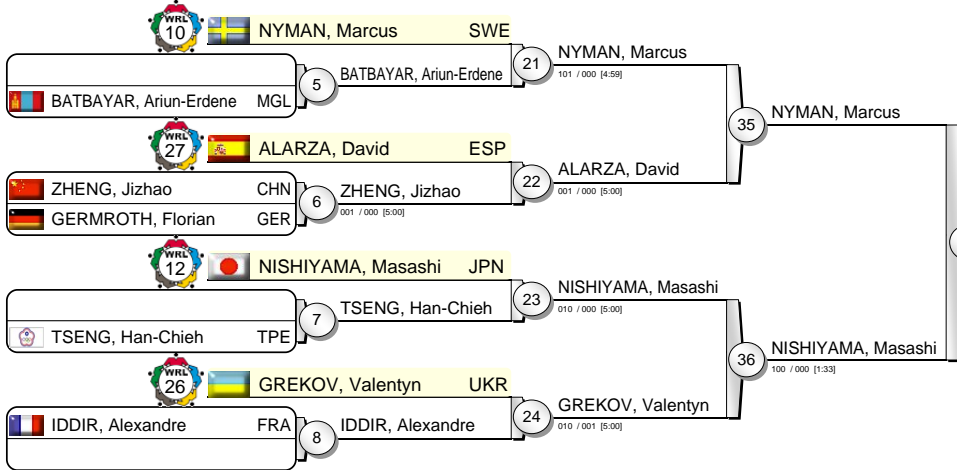 WRL
10
NYMAN, Marcus SWE
BATBAYAR, Ariun-Erdene MGL
5
BATBAYAR, Ariun-Erdene
21
NYMAN, Marcus
101 / 000 [4:59]
WRL
27
ALARZA, David ESP
ZHENG, Jizhao CHN
GERMROTH, Florian GER
6
ZHENG, Jizhao
001 / 000 [5:00]
22
ALARZA, David
001 / 000 [5:00]
35
NYMAN, Marcus
WRL
12
NISHIYAMA, Masashi JPN
TSENG, Han-Chieh TPE
7
TSENG, Han-Chieh
23
NISHIYAMA, Masashi
010 / 000 [5:00]
WRL
26
GREKOV, Valentyn UKR
IDDIR, Alexandre FRA
8
IDDIR, Alexandre
24
GREKOV, Valentyn
010 / 001 [5:00]
36
NISHIYAMA, Masashi
100 / 000 [1:33]